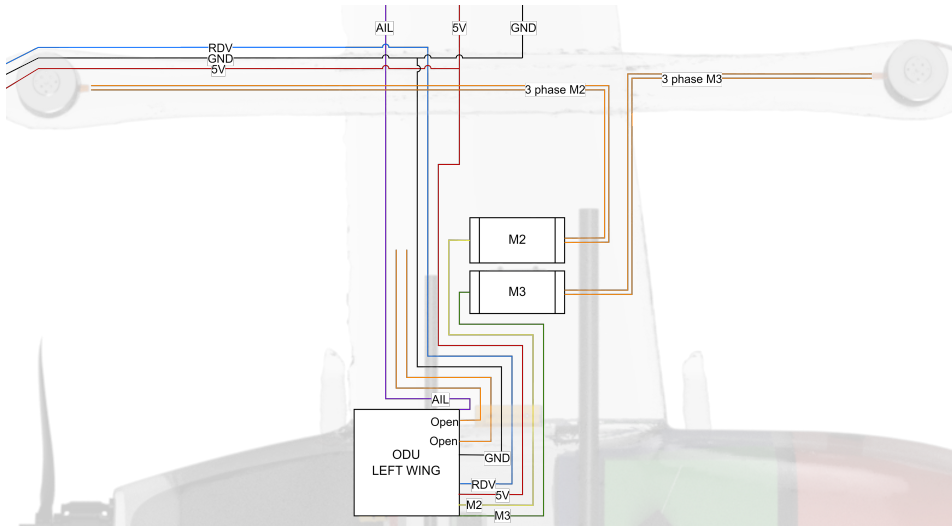 AIL
5V
GND
RDV
GND
5V
3 phase M3
3 phase M2
M2
M3
AIL
Open
Open
ODU
LEFT WING
GND
RDV
5V
M2
M3